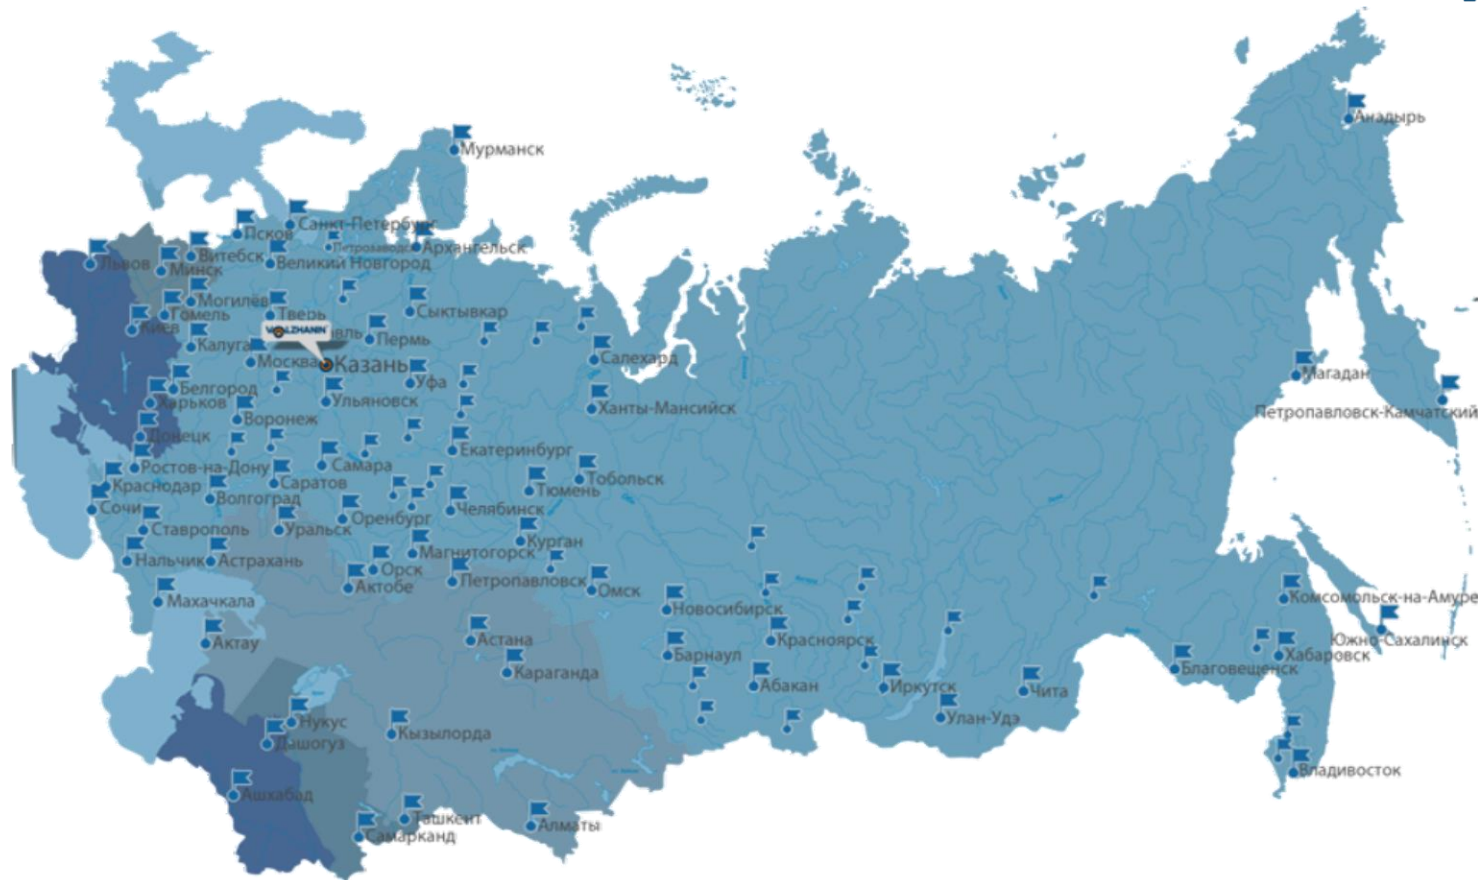 Анадырь
Мурманск
Санкт-Петербург
Псков
Петрозаводск
Архангельск
Львов
Витебск
Минск
Великий Новгород
Могилёв
Сыктывкар
Гомель
Тверь
Киев
WOLZHANN
Пермь
Калуга
Москва
Казань
Салехард
Магадан
Уфа
Белгород
Харьков
Ульяновск
Ханты-Мансийск
Петропавловск-Камчатский
Воронеж
Донецк
Екатеринбург
Ростов-на-Дону
Самара
Краснодар
Саратов
Тобольск
Тюмень
Волгоград
Сочи
Челябинск
Оренбург
Ставрополь
Уральск
Курган
Магнитогорск
Нальчик
Астрахань
Орск
Актобе
Петропавловск
Омск
Махачкала
Новосибирск
Комсомольск-на-Амуре
Актау
Астана
Красноярск
Южно-Сахалинск
Барнаул
Хабаровск
Караганда
Благовещенск
Абакан
Иркутск
Чита
Нукус
Улан-Удэ
Кызылорда
Дашогуз
Владивосток
Ашхабад
Ташкент
Алматы
Самарканд